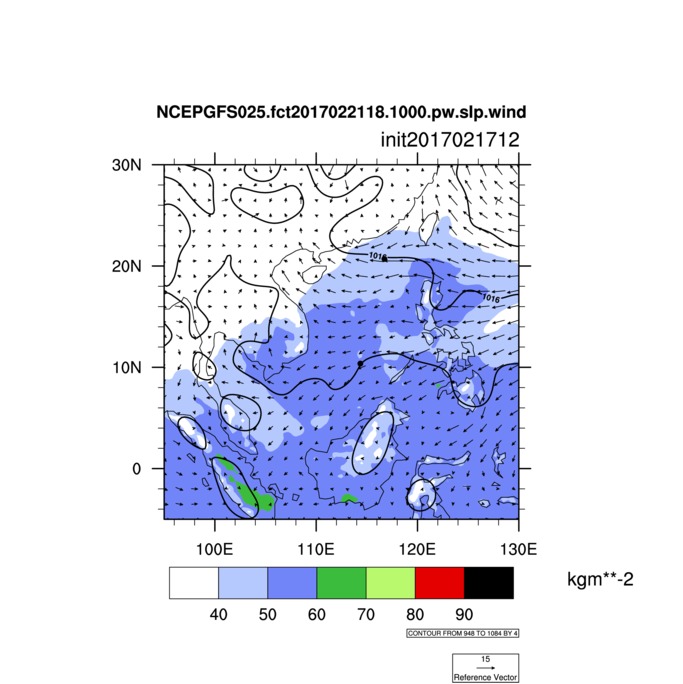 NCEPGFS025.fct2017022118.1000.pw.slp.wind
init2017021712
30N
20N
10N
0
1016
1016
100E 110E 120E 130E
40 50 60 70 80 90
kgm**-2
CONTOUR FROM 948 TO 1084 BY 4
15
Reference Vector